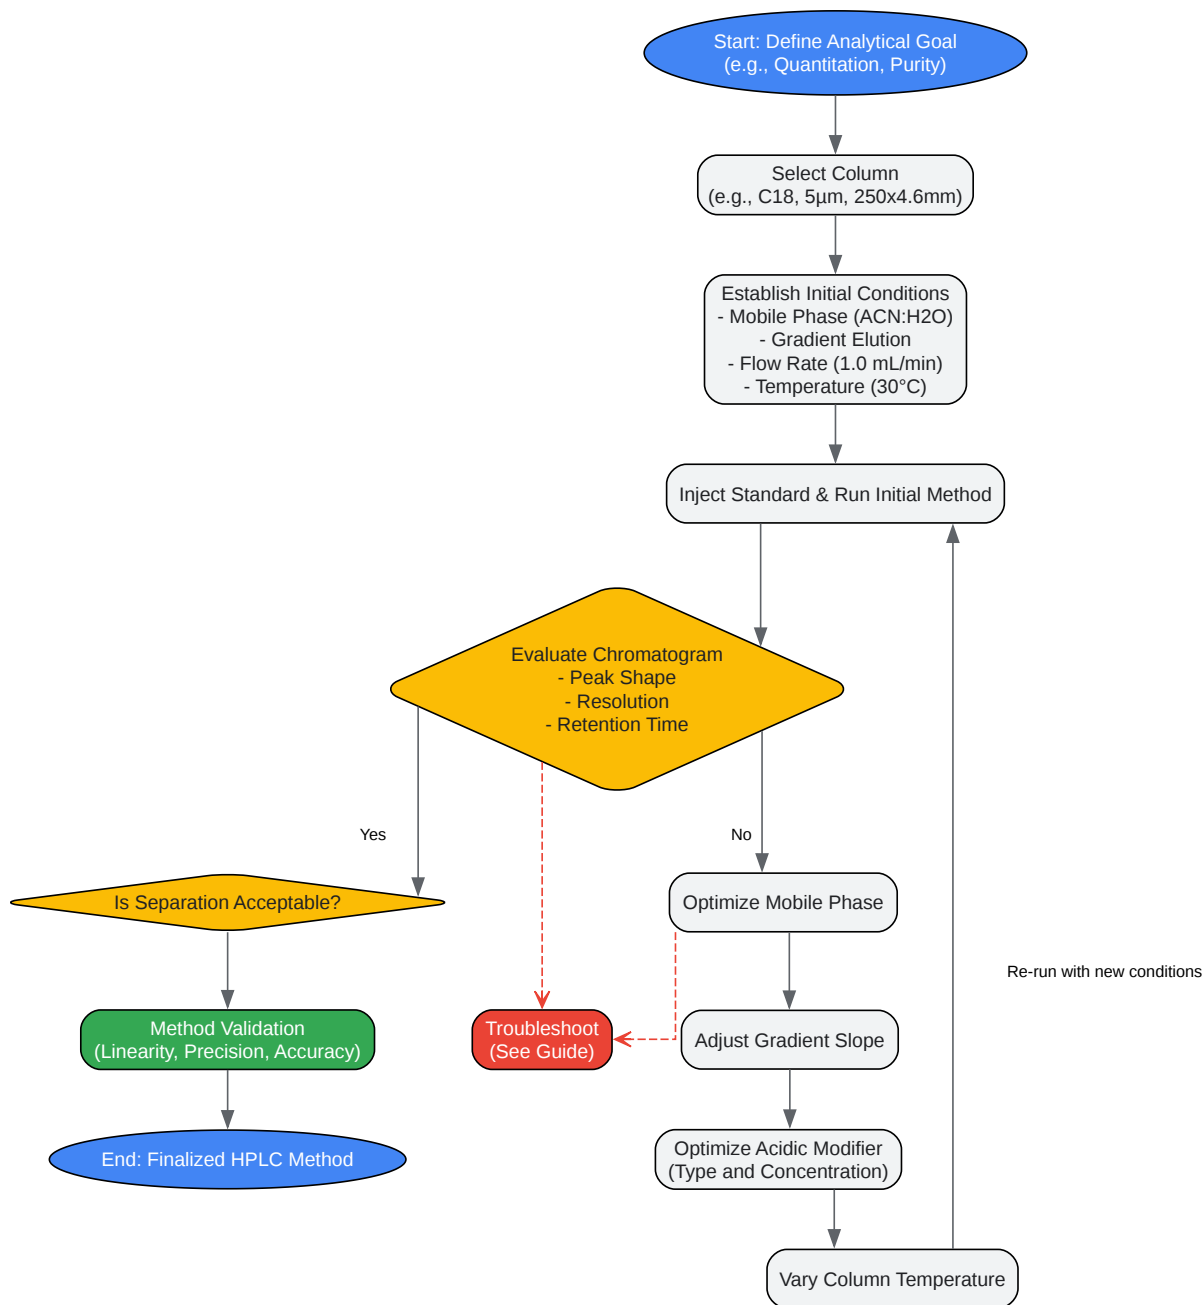 Start: Define Analytical Goal
(e.g., Quantitation, Purity)
Select Column
(e.g., C18, 5µm, 250x4.6mm)
Establish Initial Conditions
- Mobile Phase (ACN:H2O)
- Gradient Elution
- Flow Rate (1.0 mL/min)
- Temperature (30°C)
Inject Standard & Run Initial Method
Evaluate Chromatogram
- Peak Shape
- Resolution
- Retention Time
Yes
No
Is Separation Acceptable?
Optimize Mobile Phase
Re-run with new conditions
Method Validation
(Linearity, Precision, Accuracy)
Troubleshoot
(See Guide)
Adjust Gradient Slope
End: Finalized HPLC Method
Optimize Acidic Modifier
(Type and Concentration)
Vary Column Temperature